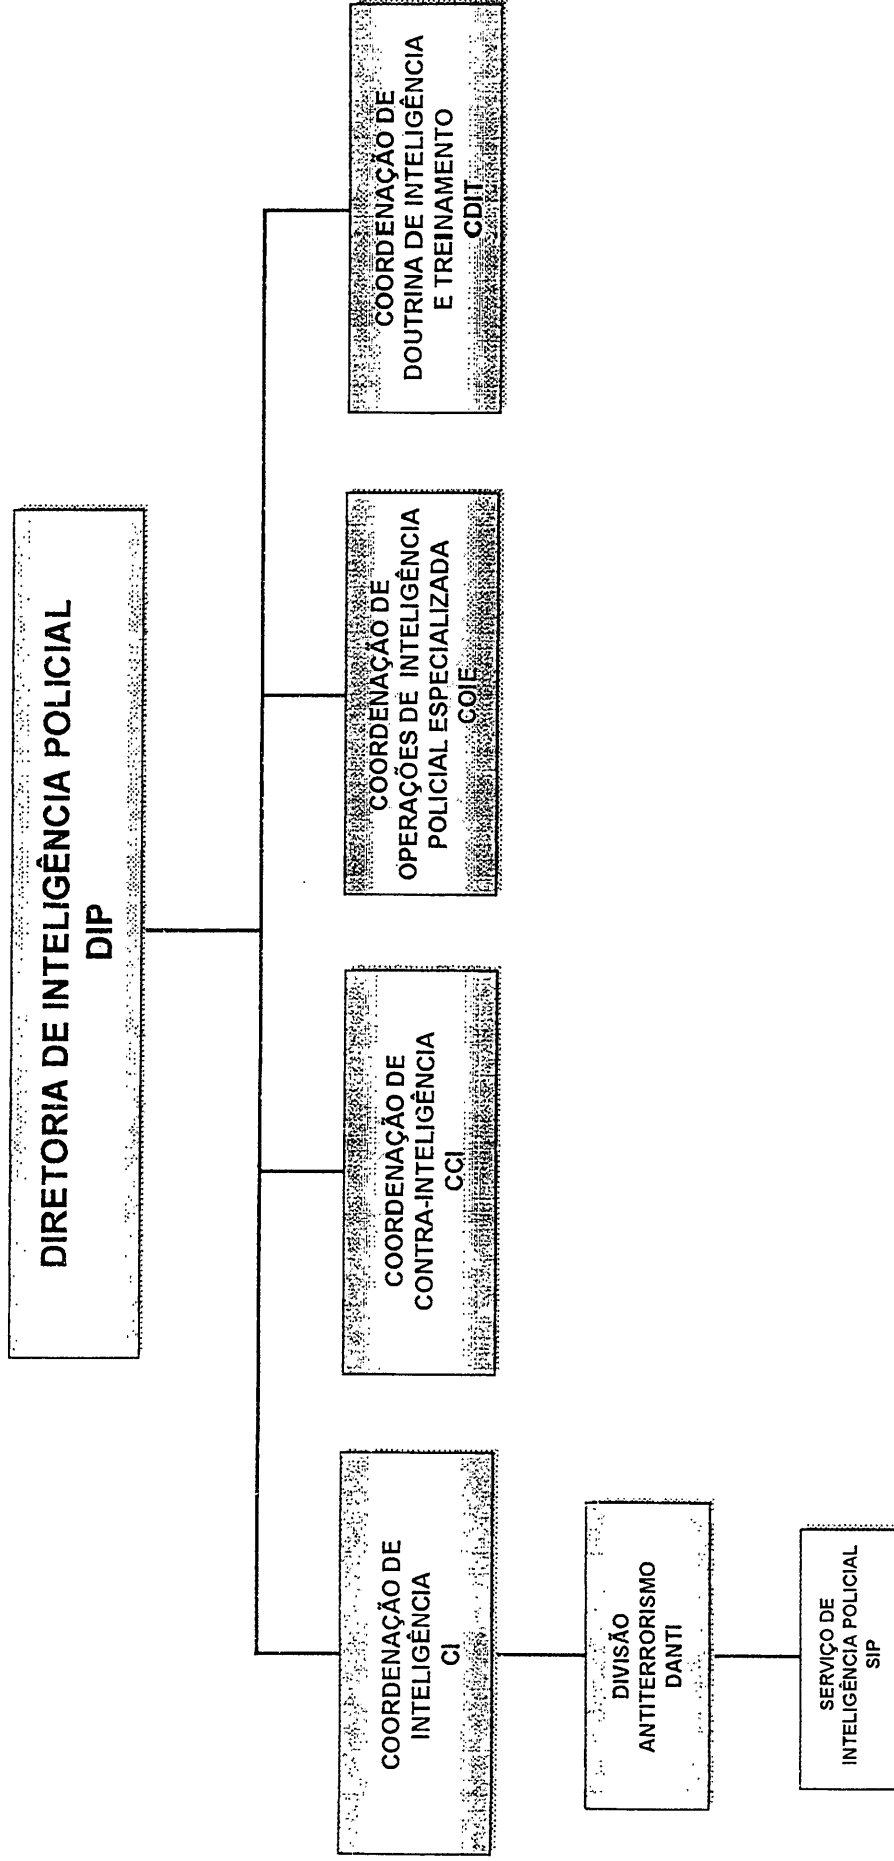 DIRETORIA DE INTELIGÊNCIA POLICIAL
DIP
COORDENAÇÃO DE
INTELIGÊNCIA
CI
COORDENAÇÃO DE
CONTRA-INTELIGÊNCIA
CCI
COORDENAÇÃO DE
OPERAÇÕES DE INTELIGÊNCIA
POLICIAL ESPECIALIZADA
COIE
COORDENAÇÃO DE
DOUTRINA DE INTELIGÊNCIA
E TREINAMENTO
CDIT
DIVISÃO
ANTITERRORISMO
DANTI
SERVIÇO DE
INTELIGÊNCIA POLICIAL
SIP